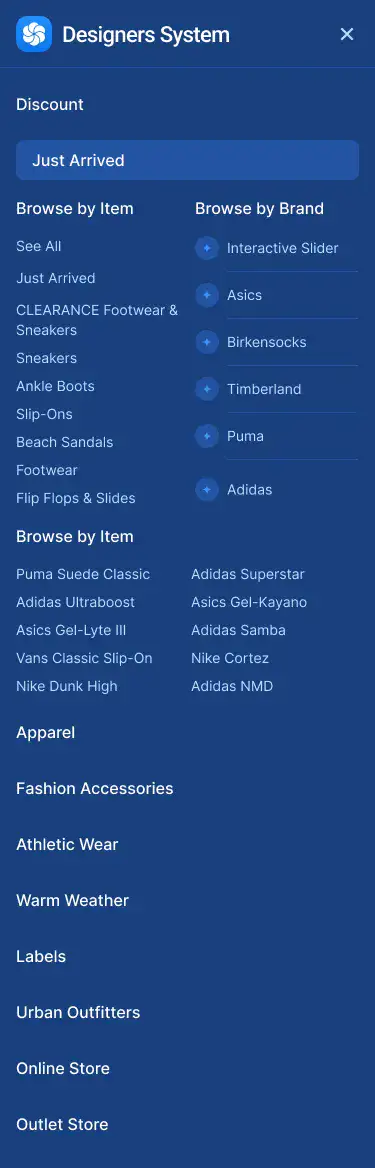 Designers System
Discount
Just Arrived
Browse by Item
See All
Just Arrived
CLEARANCE Footwear &
Sneakers
Sneakers
Ankle Boots
Slip-Ons
Beach Sandals
Footwear
Flip Flops & Slides
Browse by Brand
Interactive Slider
Asics
Birkensocks
Timberland
Puma
Adidas
Browse by Item
Puma Suede Classic
Adidas Ultraboost
Asics Gel-Lyte III
Vans Classic Slip-On
Nike Dunk High
Adidas Superstar
Asics Gel-Kayano
Adidas Samba
Nike Cortez
Adidas NMD
Apparel
Fashion Accessories
Athletic Wear
Warm Weather
Labels
Urban Outfitters
Online Store
Outlet Store